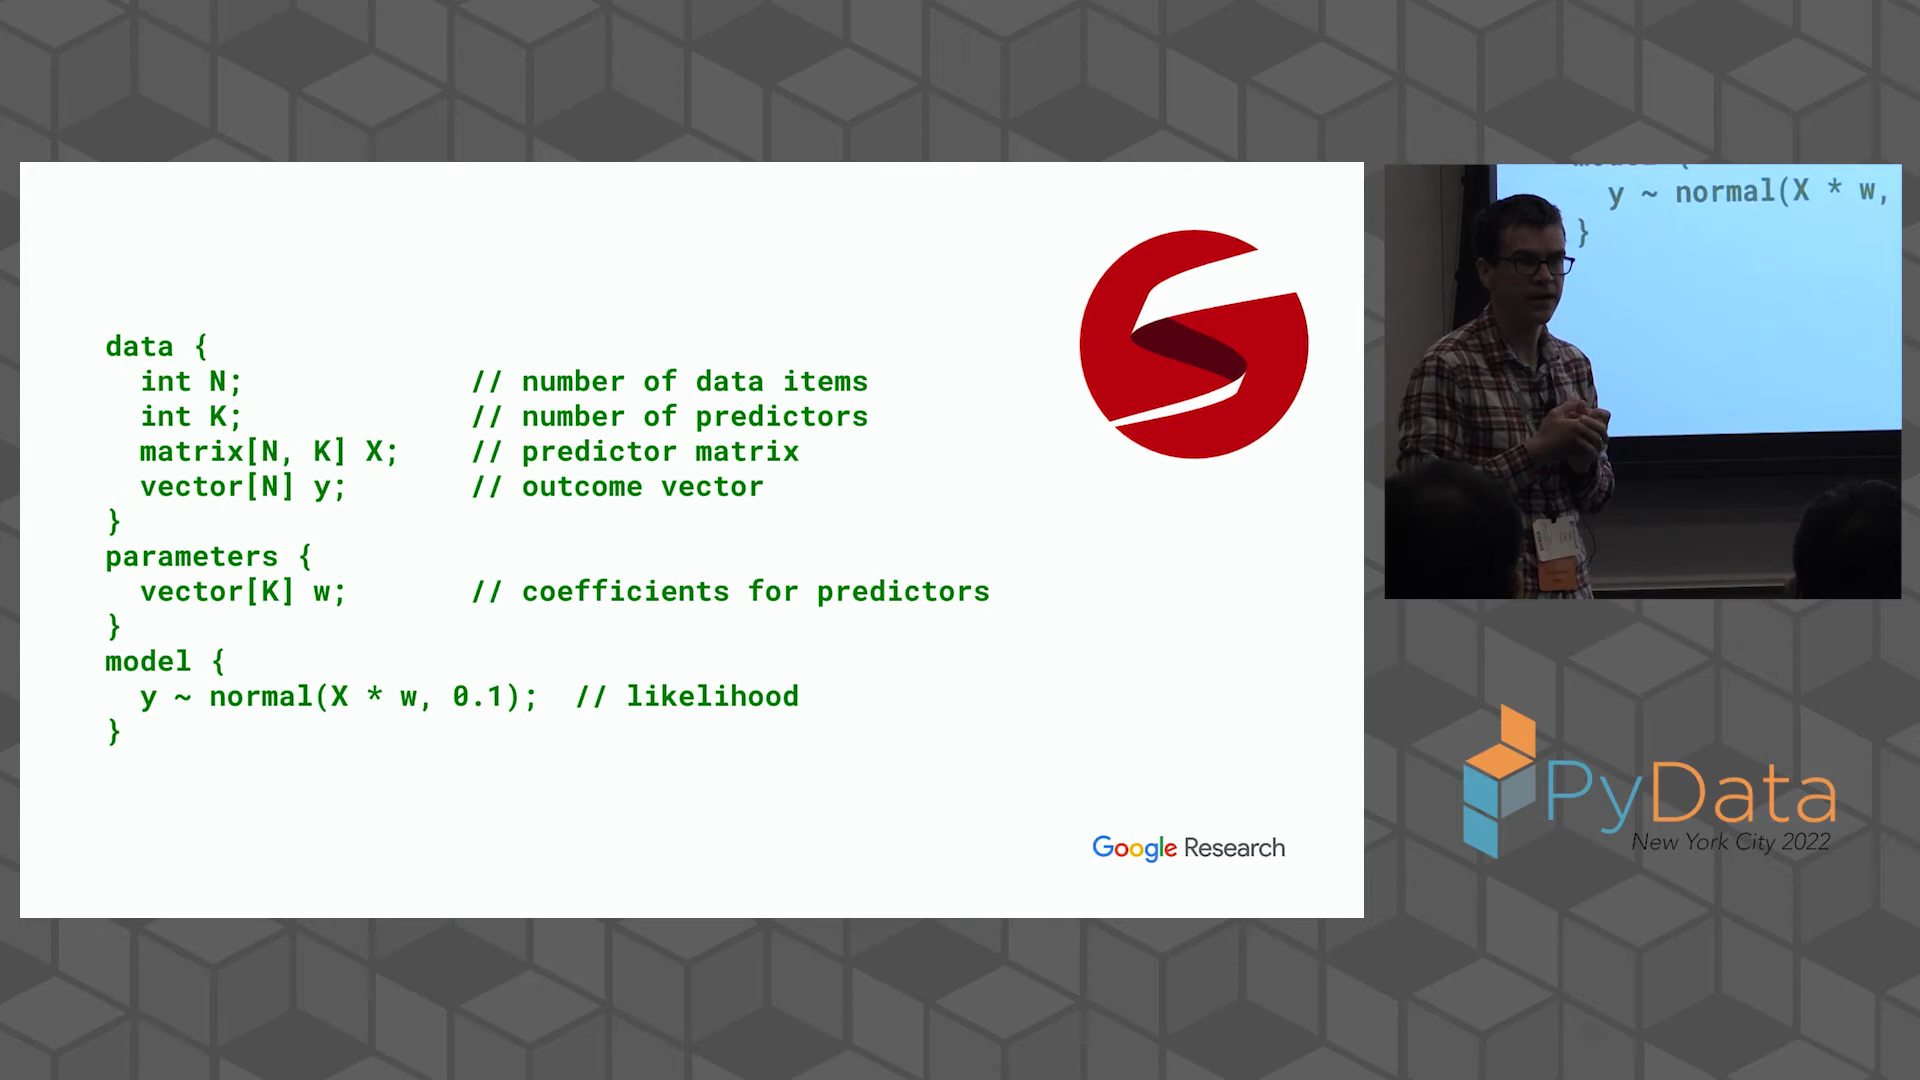 data {
  int N;                // number of data items
  int K;                // number of predictors
  matrix[N, K] X;       // predictor matrix
  vector[N] y;          // outcome vector
}
parameters {
  vector[K] w;          // coefficients for predictors
}
model {
  y ~ normal(X * w, 0.1);  // likelihood
}
Google Research
y ~ normal(X * w,
}
PyData
New York City 2022